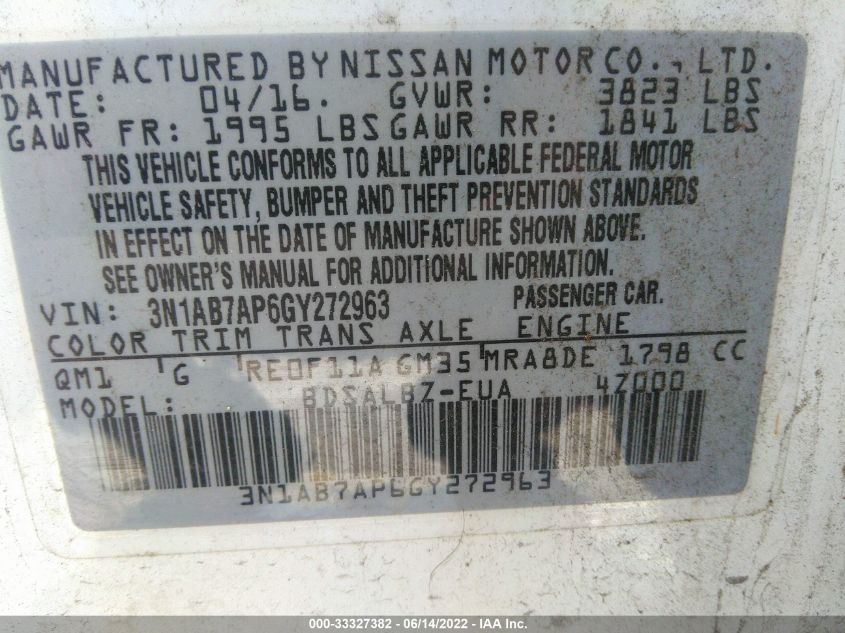 MANUFACTURED BY NISSAN MOTOR CO., LTD.
DATE: 04/16. GVWR: 3823 LBS
GAWR FR: 1995 LBS GAWR RR: 1841 LBS
THIS VEHICLE CONFORMS TO ALL APPLICABLE FEDERAL MOTOR
VEHICLE SAFETY, BUMPER AND THEFT PREVENTION STANDARDS
IN EFFECT ON THE DATE OF MANUFACTURE SHOWN ABOVE.
SEE OWNER'S MANUAL FOR ADDITIONAL INFORMATION.
VIN: 3N1AB7AP6GY272963 PASSENGER CAR.
COLOR TRIM TRANS AXLE ENGINE
QM1 G RE0F11A GM35 MRA8DE 1798 CC
MODEL: BDSALBZ-EUA 4Z000
3N1AB7AP6GY272963
000-33327382 - 06/14/2022 - IAA Inc.